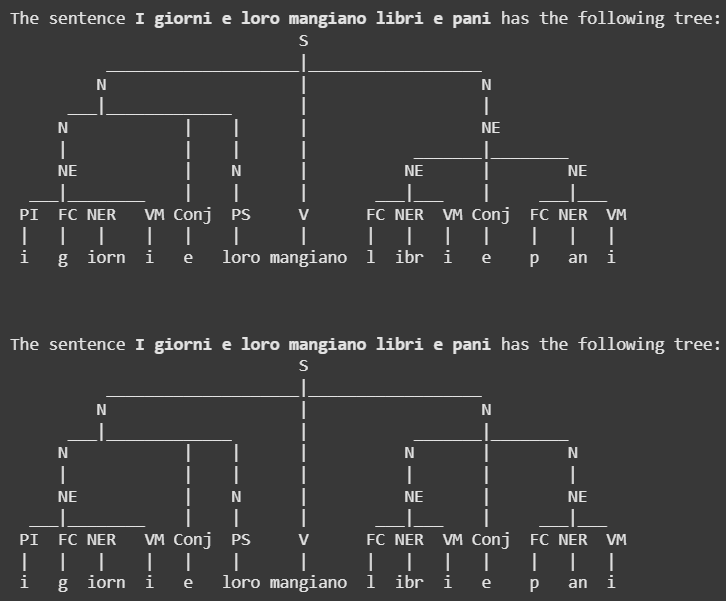 The sentence I giorni e loro mangiano libri e pani has the following tree:
S
N N
N NE
NE N NE NE
PI FC NER VM Conj PS V FC NER VM Conj FC NER VM
i g iorn i e loro mangiano l ibr i e p an i
The sentence I giorni e loro mangiano libri e pani has the following tree:
S
N N
N N N
NE N NE NE
PI FC NER VM Conj PS V FC NER VM Conj FC NER VM
i g iorn i e loro mangiano l ibr i e p an i